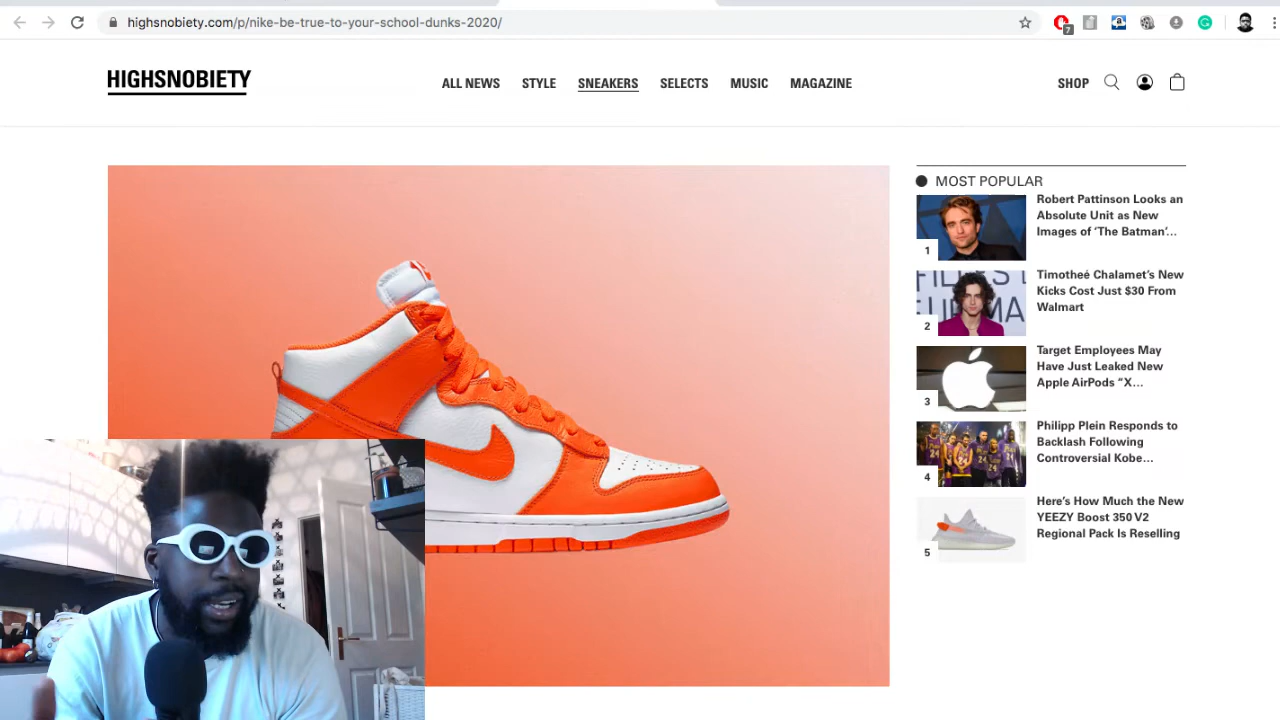 highsnobiety.com/p/nike-be-true-to-your-school-dunks-2020/
7
HIGHSNOBIETY
ALL NEWS STYLE SNEAKERS SELECTS MUSIC MAGAZINE
SHOP
MOST POPULAR
1
Robert Pattinson Looks an
Absolute Unit as New
Images of ‘The Batman’...
2
Timotheé Chalamet’s New
Kicks Cost Just $30 From
Walmart
3
Target Employees May
Have Just Leaked New
Apple AirPods “X...
4
Philipp Plein Responds to
Backlash Following
Controversial Kobe...
5
Here’s How Much the New
YEEZY Boost 350 V2
Regional Pack Is Reselling